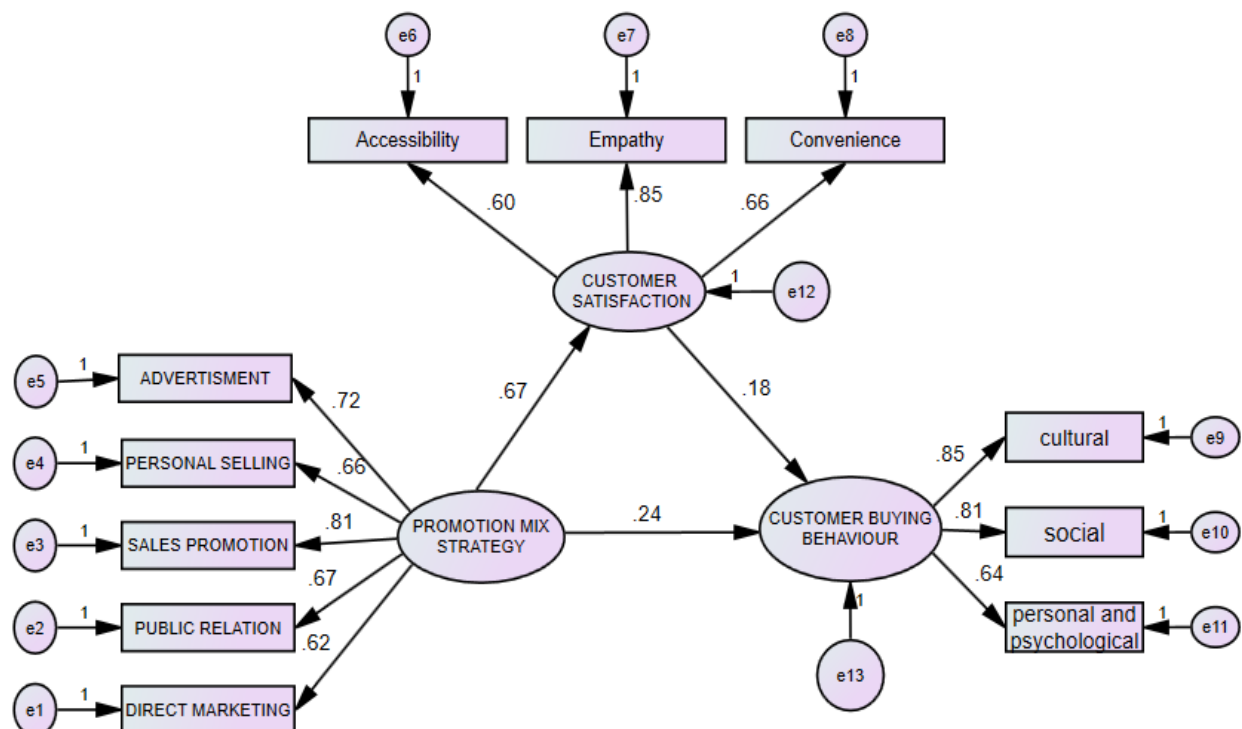 e6
e7
e8
1
1
1
Accessibility
Empathy
Convenience
.60
.85
.66
CUSTOMER
SATISFACTION
1
e12
e5
1
ADVERTISMENT
.72
.67
.18
e4
1
PERSONAL SELLING
.66
cultural
1
e9
.85
e3
1
SALES PROMOTION
.81
PROMOTION MIX
STRATEGY
.24
CUSTOMER BUYING
BEHAVIOUR
.81
social
1
e10
e2
1
PUBLIC RELATION
.67
.64
personal and
psychological
1
e11
1
e13
e1
1
DIRECT MARKETING
.62